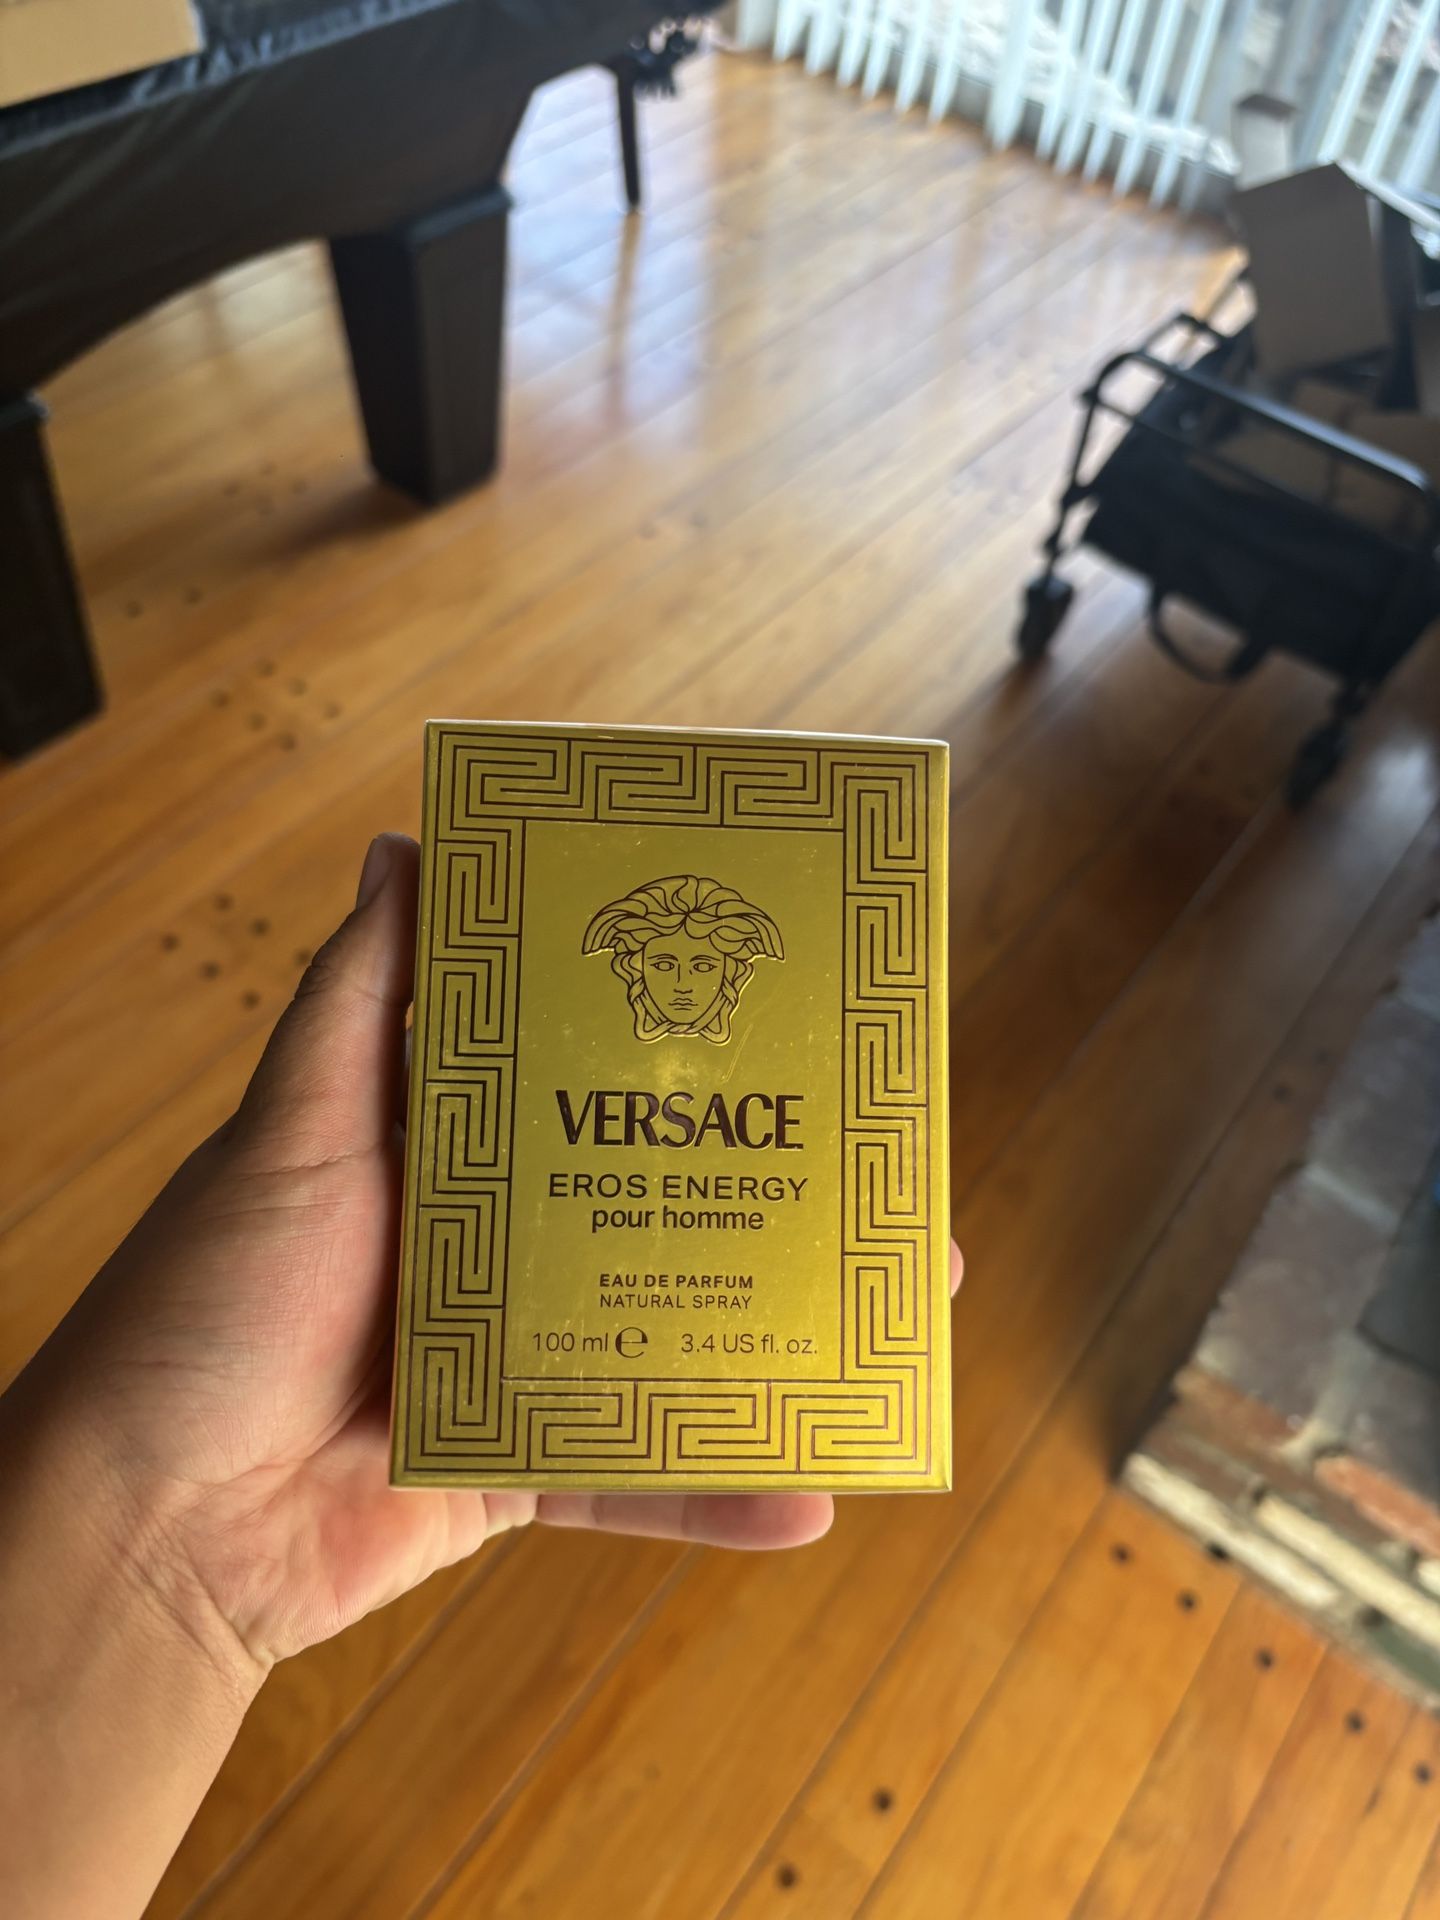 VERSACE
EROS ENERGY
pour homme
EAU DE PARFUM
NATURAL SPRAY
100 ml ℮ 3.4 US fl. oz.